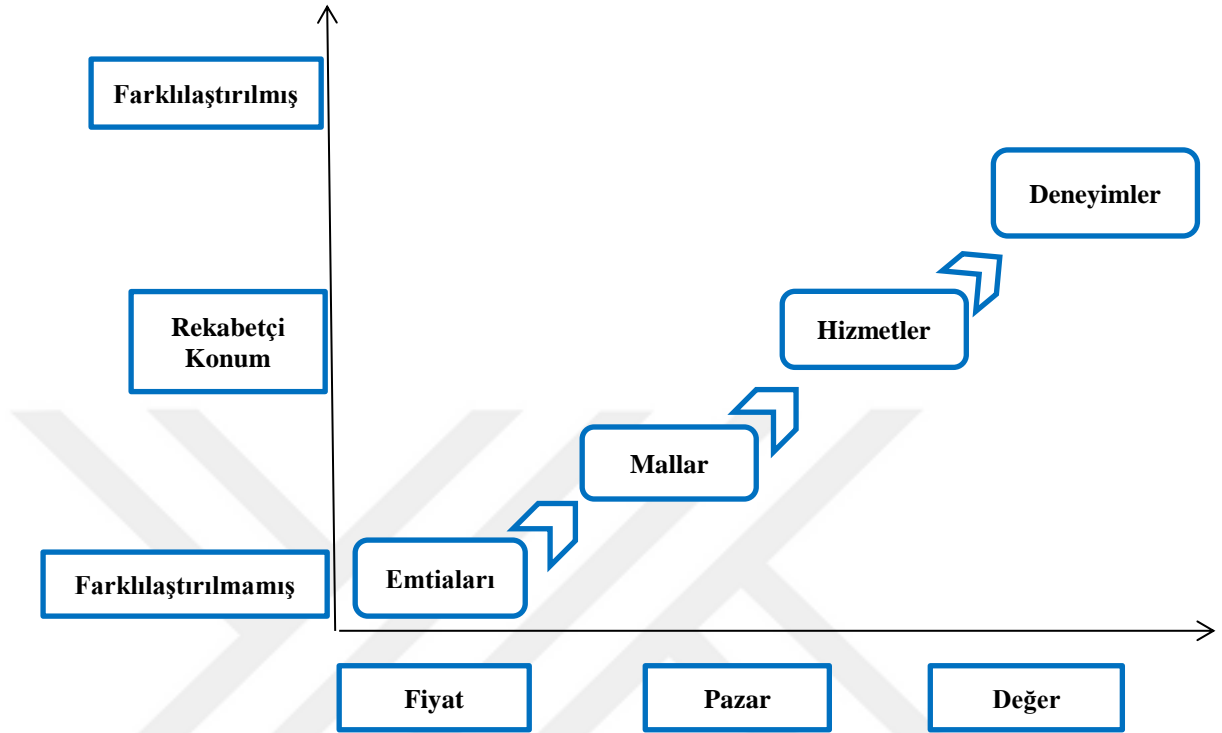 Farklılaştırılmış
Deneyimler
Rekabetçi
Konum
Hizmetler
Mallar
Farklılaştırılmamış
Emtiaları
Fiyat
Pazar
Değer